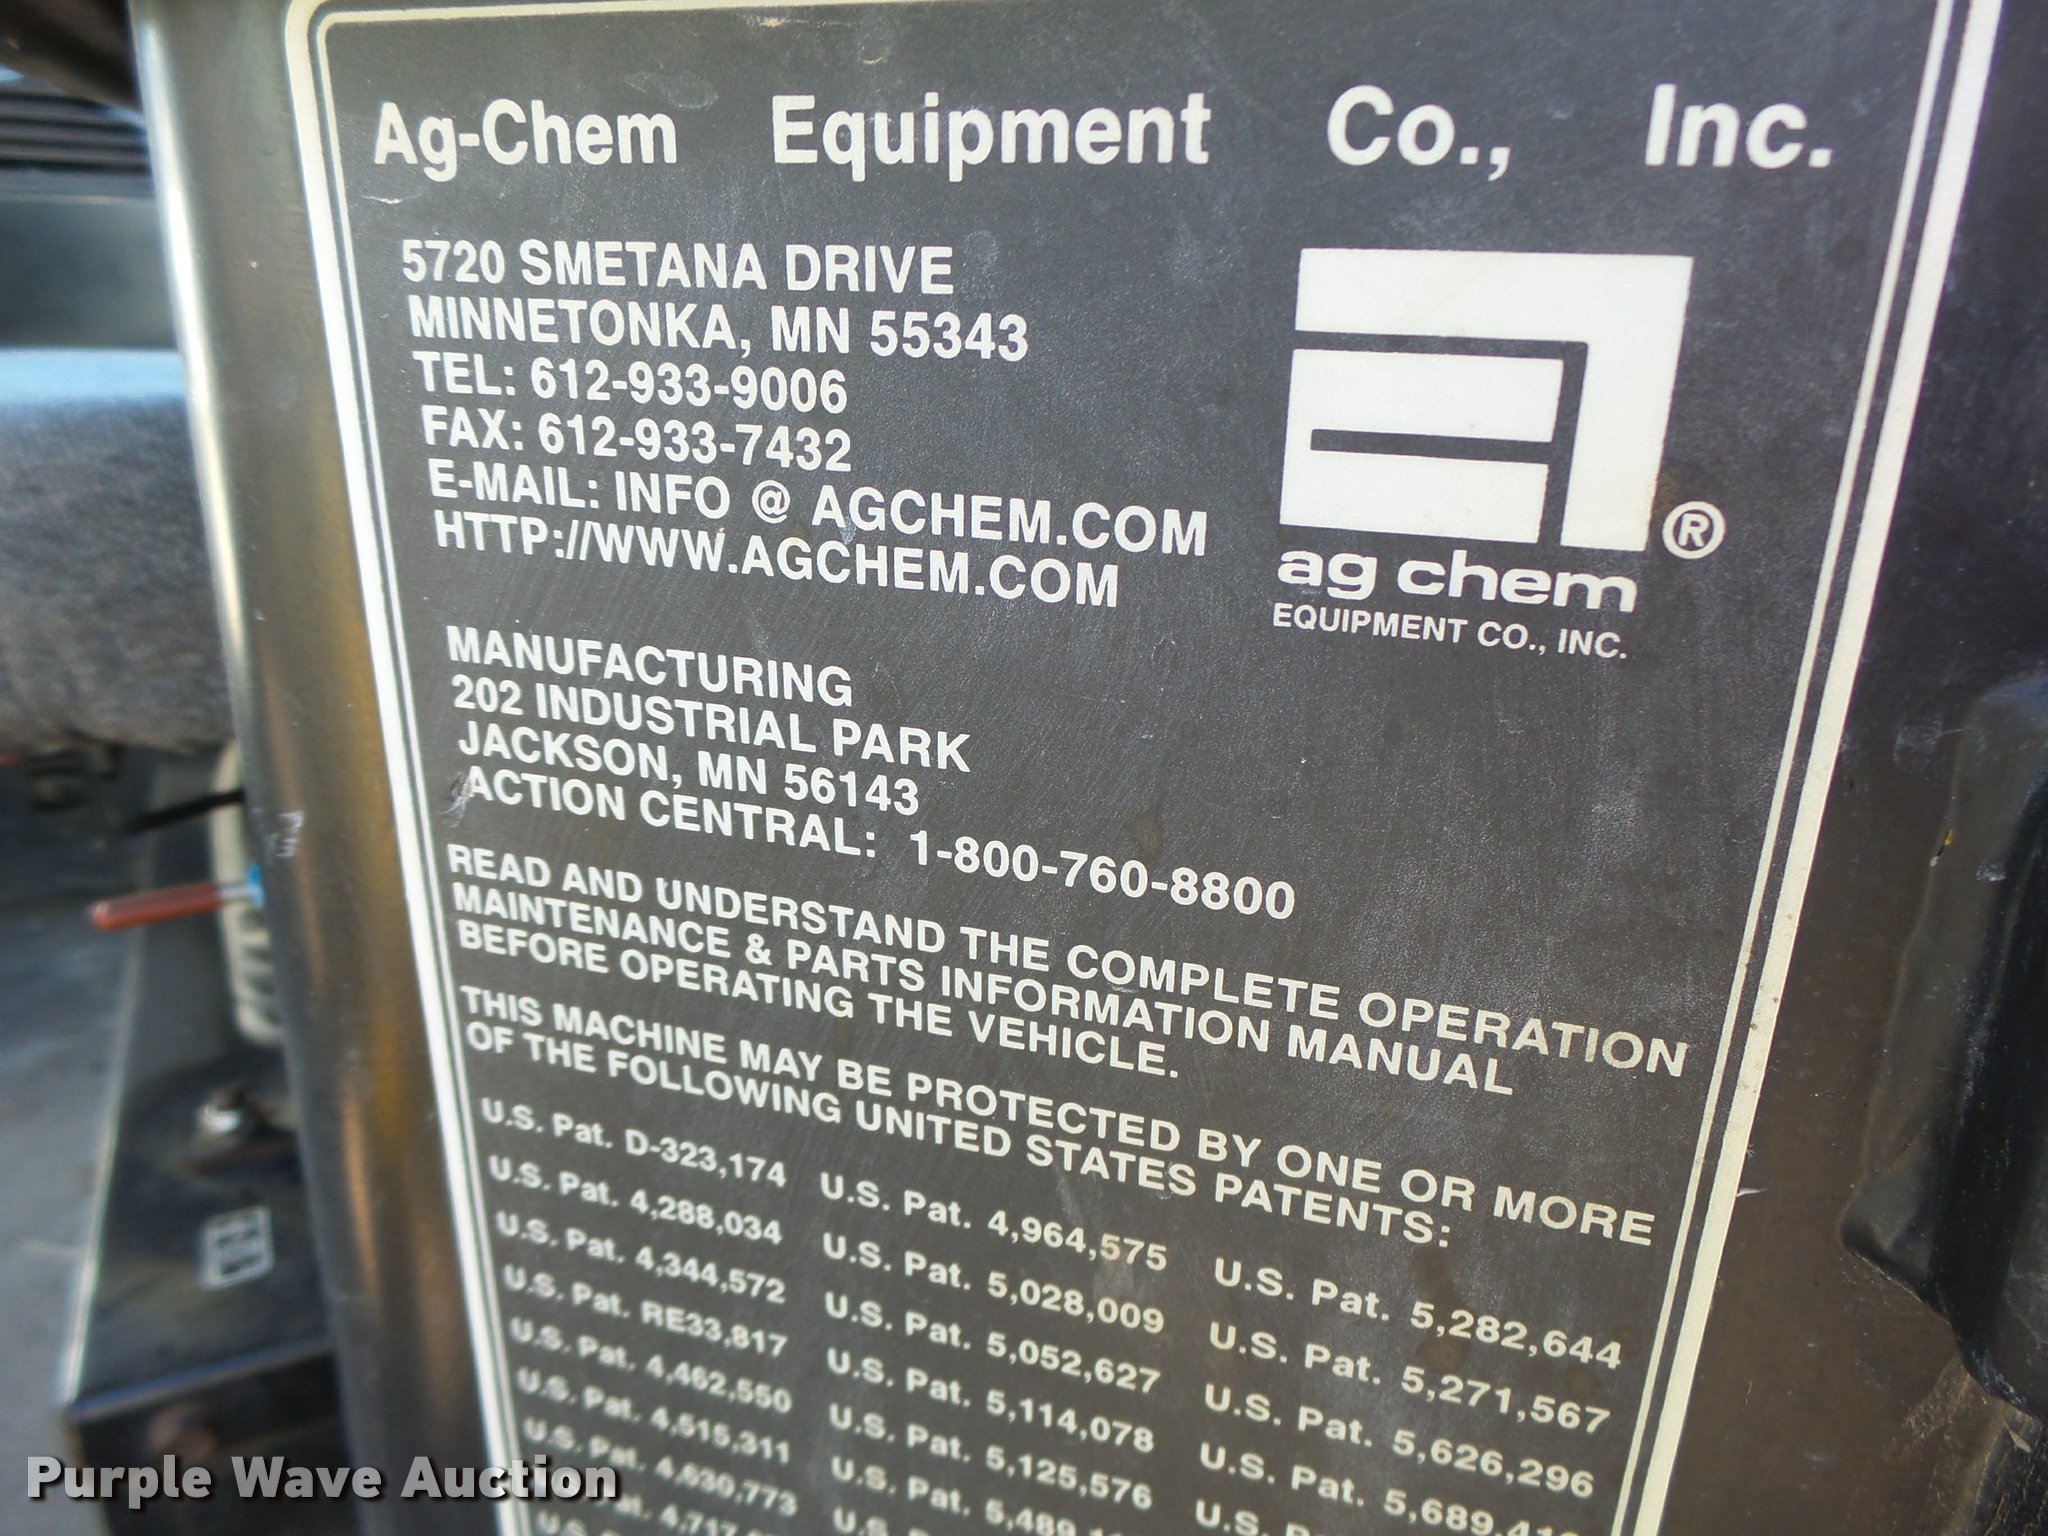 Ag-Chem Equipment Co., Inc.
5720 SMETANA DRIVE
MINNETONKA, MN 55343
TEL: 612-933-9006
FAX: 612-933-7432
E-MAIL: INFO @ AGCHEM.COM
HTTP://WWW.AGCHEM.COM
®
ag chem
EQUIPMENT CO., INC.
MANUFACTURING
202 INDUSTRIAL PARK
JACKSON, MN 56143
ACTION CENTRAL: 1-800-760-8800
READ AND UNDERSTAND THE COMPLETE OPERATION
MAINTENANCE & PARTS INFORMATION MANUAL
BEFORE OPERATING THE VEHICLE.
THIS MACHINE MAY BE PROTECTED BY ONE OR MORE
OF THE FOLLOWING UNITED STATES PATENTS:
U.S. Pat. D-323,174 U.S. Pat. 4,964,575 U.S. Pat. 5,282,644
U.S. Pat. 4,288,034 U.S. Pat. 5,028,009 U.S. Pat. 5,271,567
U.S. Pat. 4,344,572 U.S. Pat. 5,052,627 U.S. Pat. 5,626,296
U.S. Pat. RE33,817 U.S. Pat. 5,114,078 U.S. Pat.
U.S. Pat. 4,462,550 U.S. Pat. 5,125,576 U.S.
U.S. Pat. 4,515,311 U.S. Pat.
U.S. Pat. 4,630,773 U.S.
U.S.
Purple Wave Auction